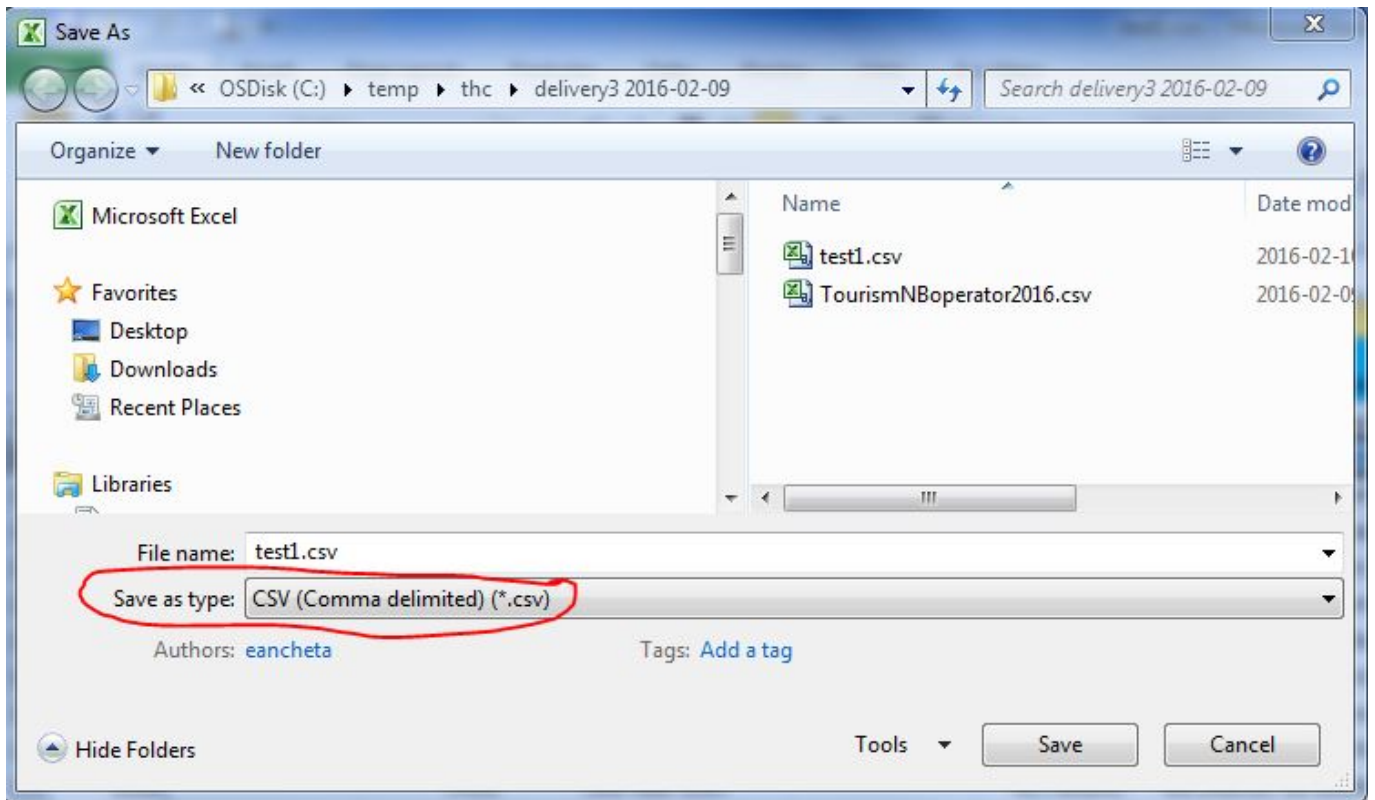 Save As
« OSDisk (C:) ▸ temp ▸ thc ▸ delivery3 2016-02-09
Search delivery3 2016-02-09
Organize
New folder
Microsoft Excel
Favorites
Desktop
Downloads
Recent Places
Libraries
Name
Date mod
test1.csv
2016-02-1
TourismNBoperator2016.csv
2016-02-0
File name: test1.csv
Save as type: CSV (Comma delimited) (*.csv)
Authors: eancheta
Tags: Add a tag
Hide Folders
Tools
Save
Cancel